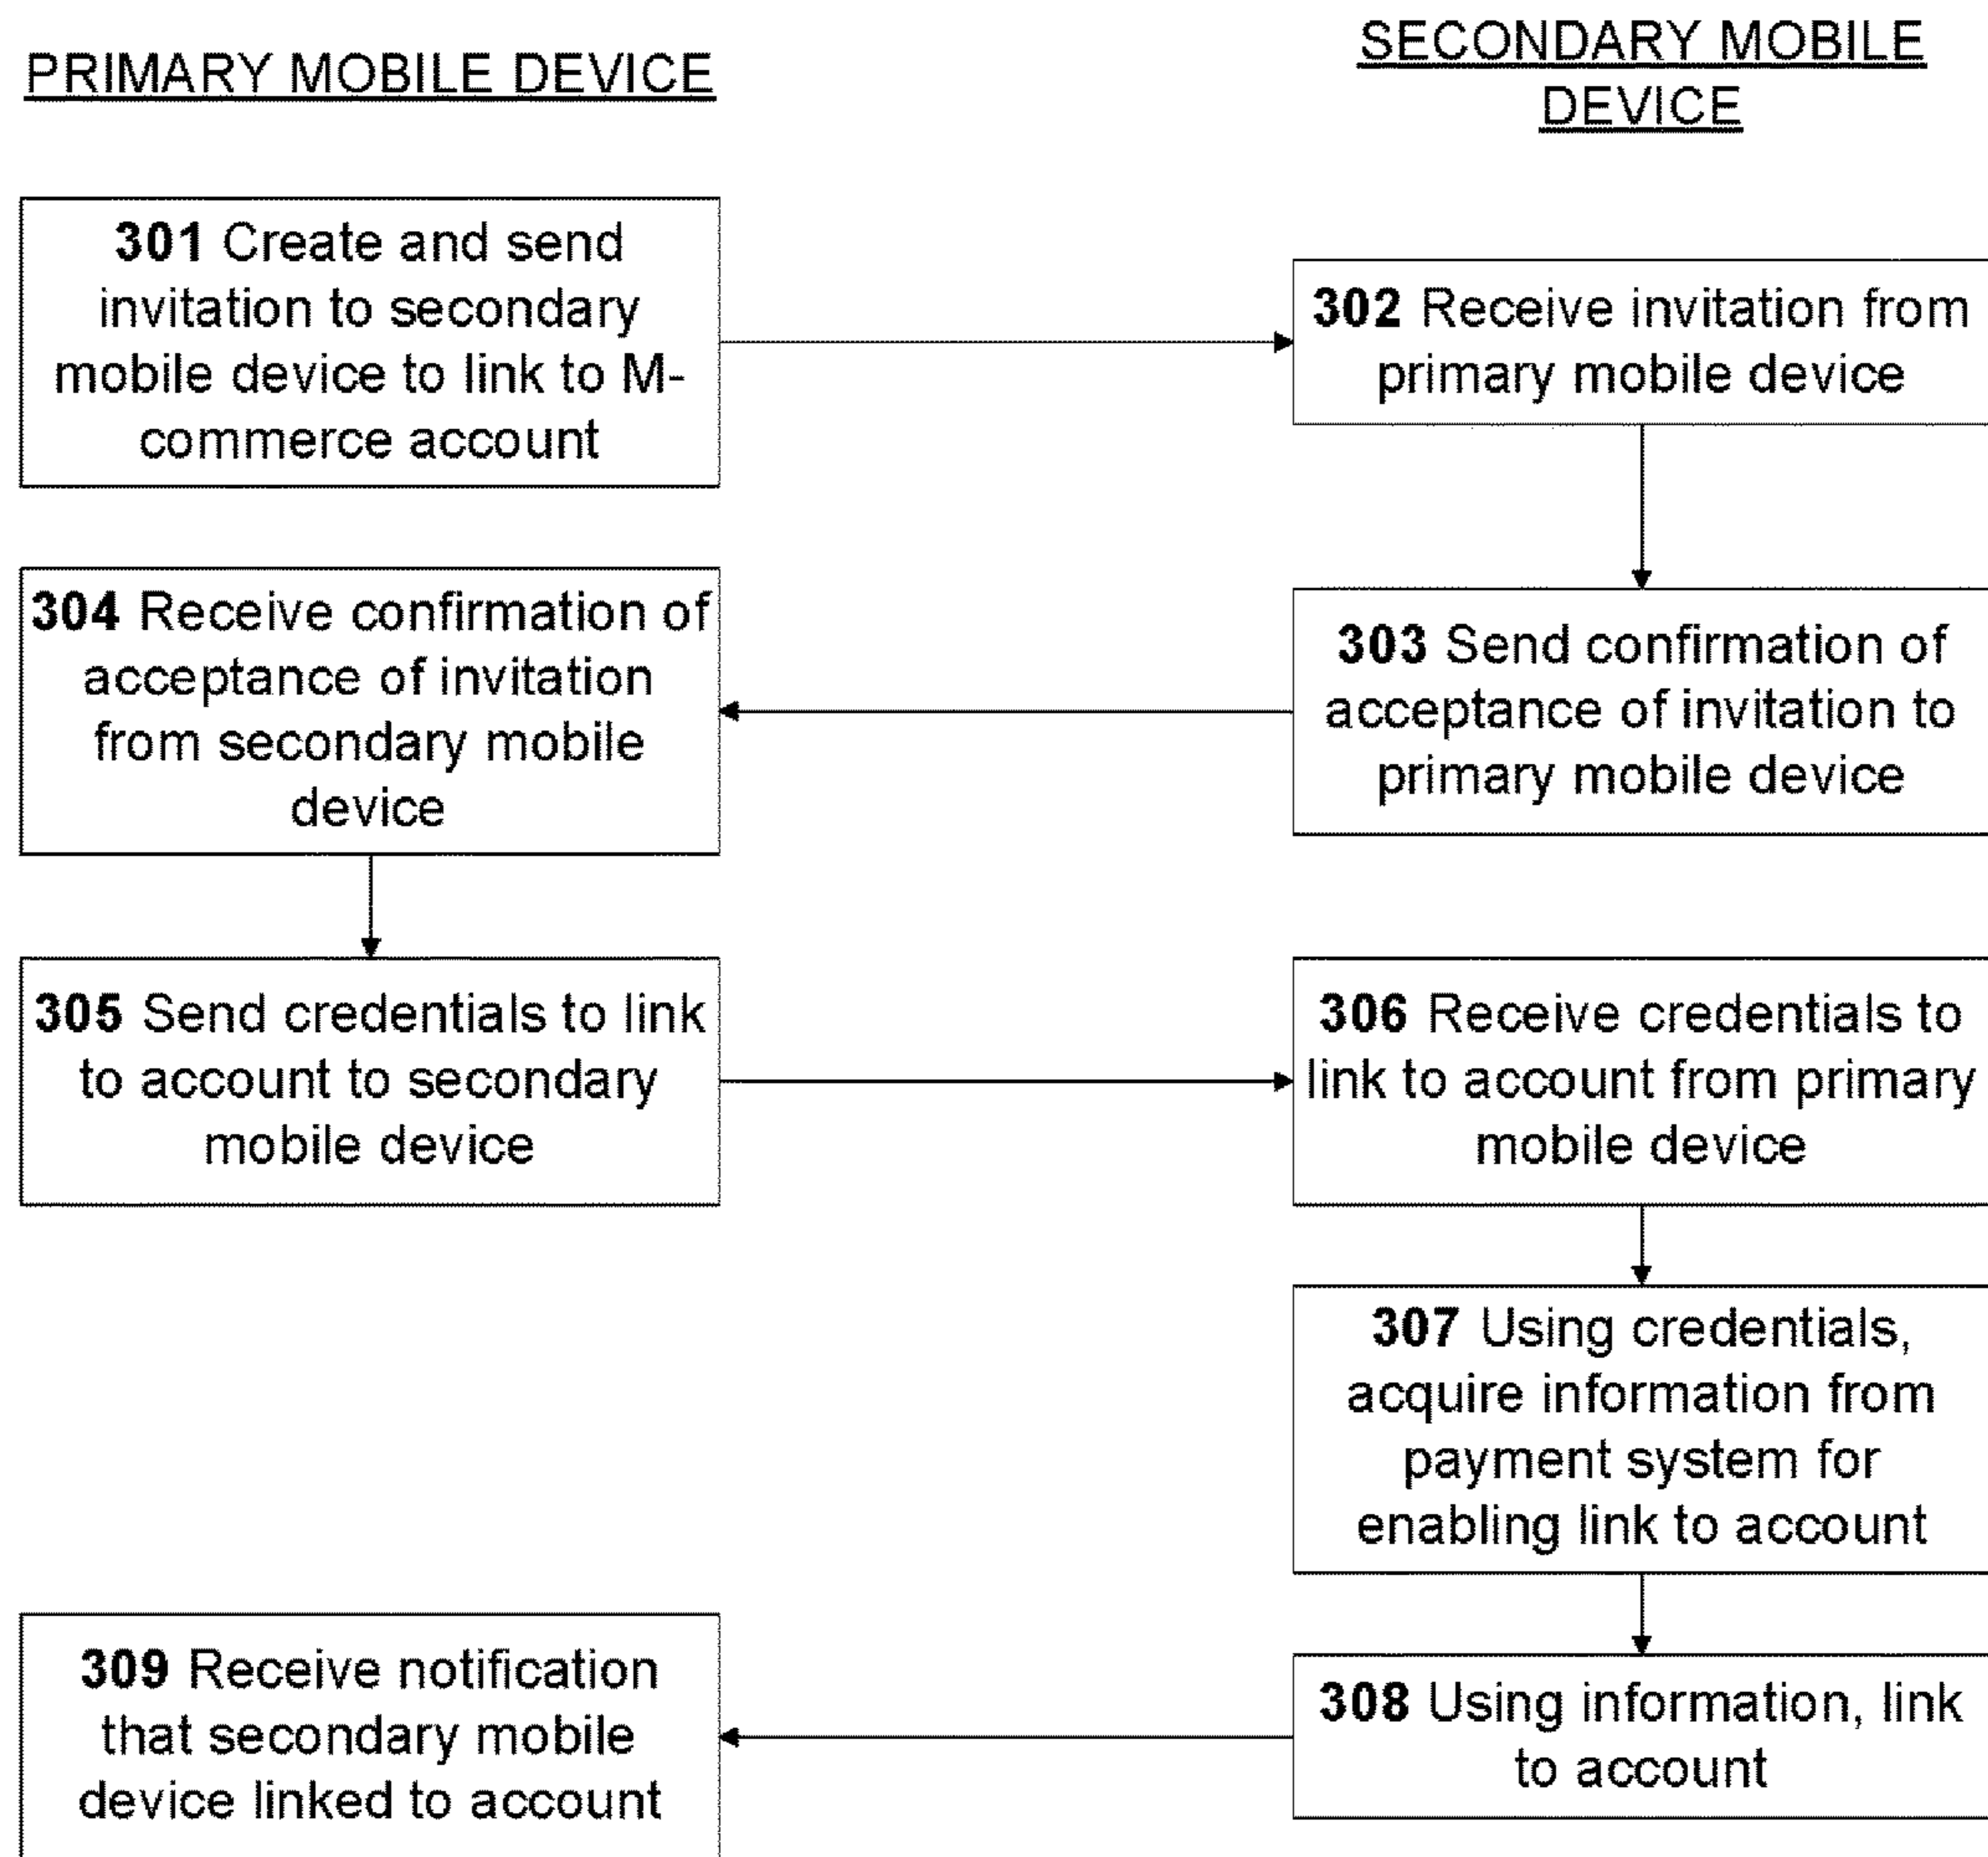 PRIMARY MOBILE DEVICE
SECONDARY MOBILE
DEVICE
301 Create and send
invitation to secondary
mobile device to link to M-
commerce account
302 Receive invitation from
primary mobile device
303 Send confirmation of
acceptance of invitation to
primary mobile device
304 Receive confirmation of
acceptance of invitation
from secondary mobile
device
305 Send credentials to link
to account to secondary
mobile device
306 Receive credentials to
link to account from primary
mobile device
307 Using credentials,
acquire information from
payment system for
enabling link to account
308 Using information, link
to account
309 Receive notification
that secondary mobile
device linked to account